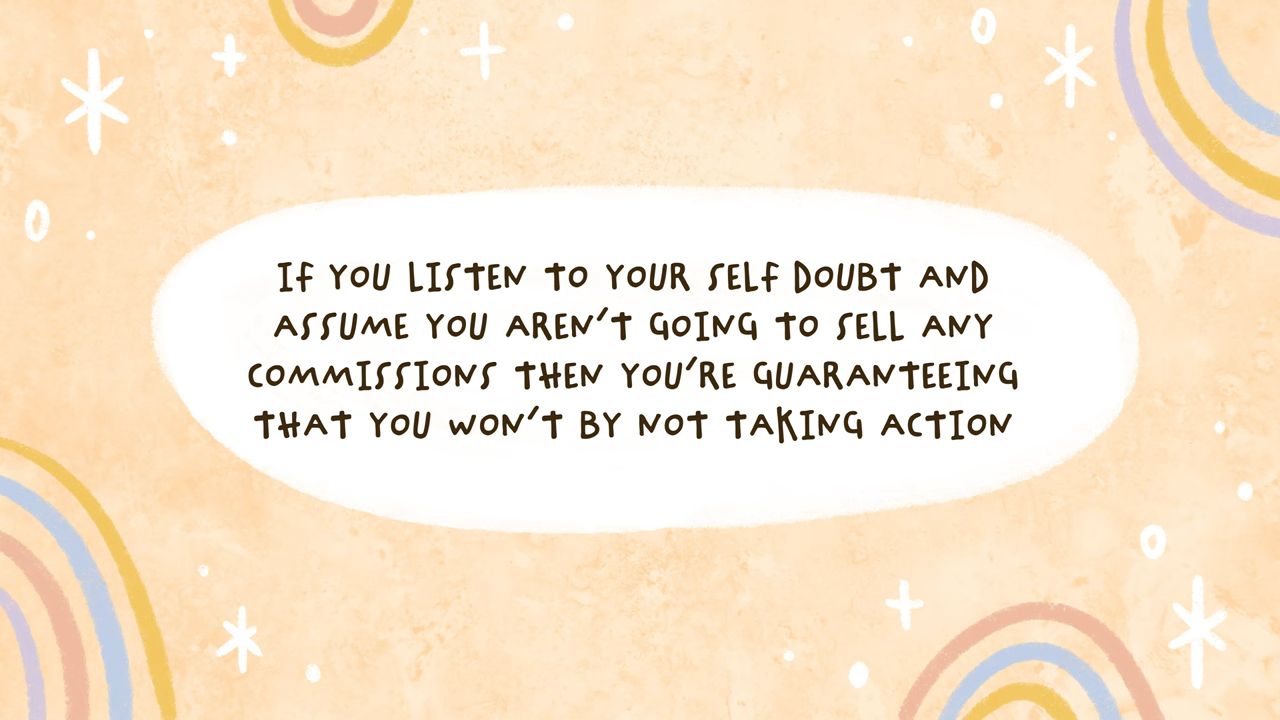 IF YOU LISTEN TO YOUR SELF DOUBT AND
ASSUME YOU AREN'T GOING TO SELL ANY
COMMISSIONS THEN YOU'RE GUARANTEEING
THAT YOU WON'T BY NOT TAKING ACTION